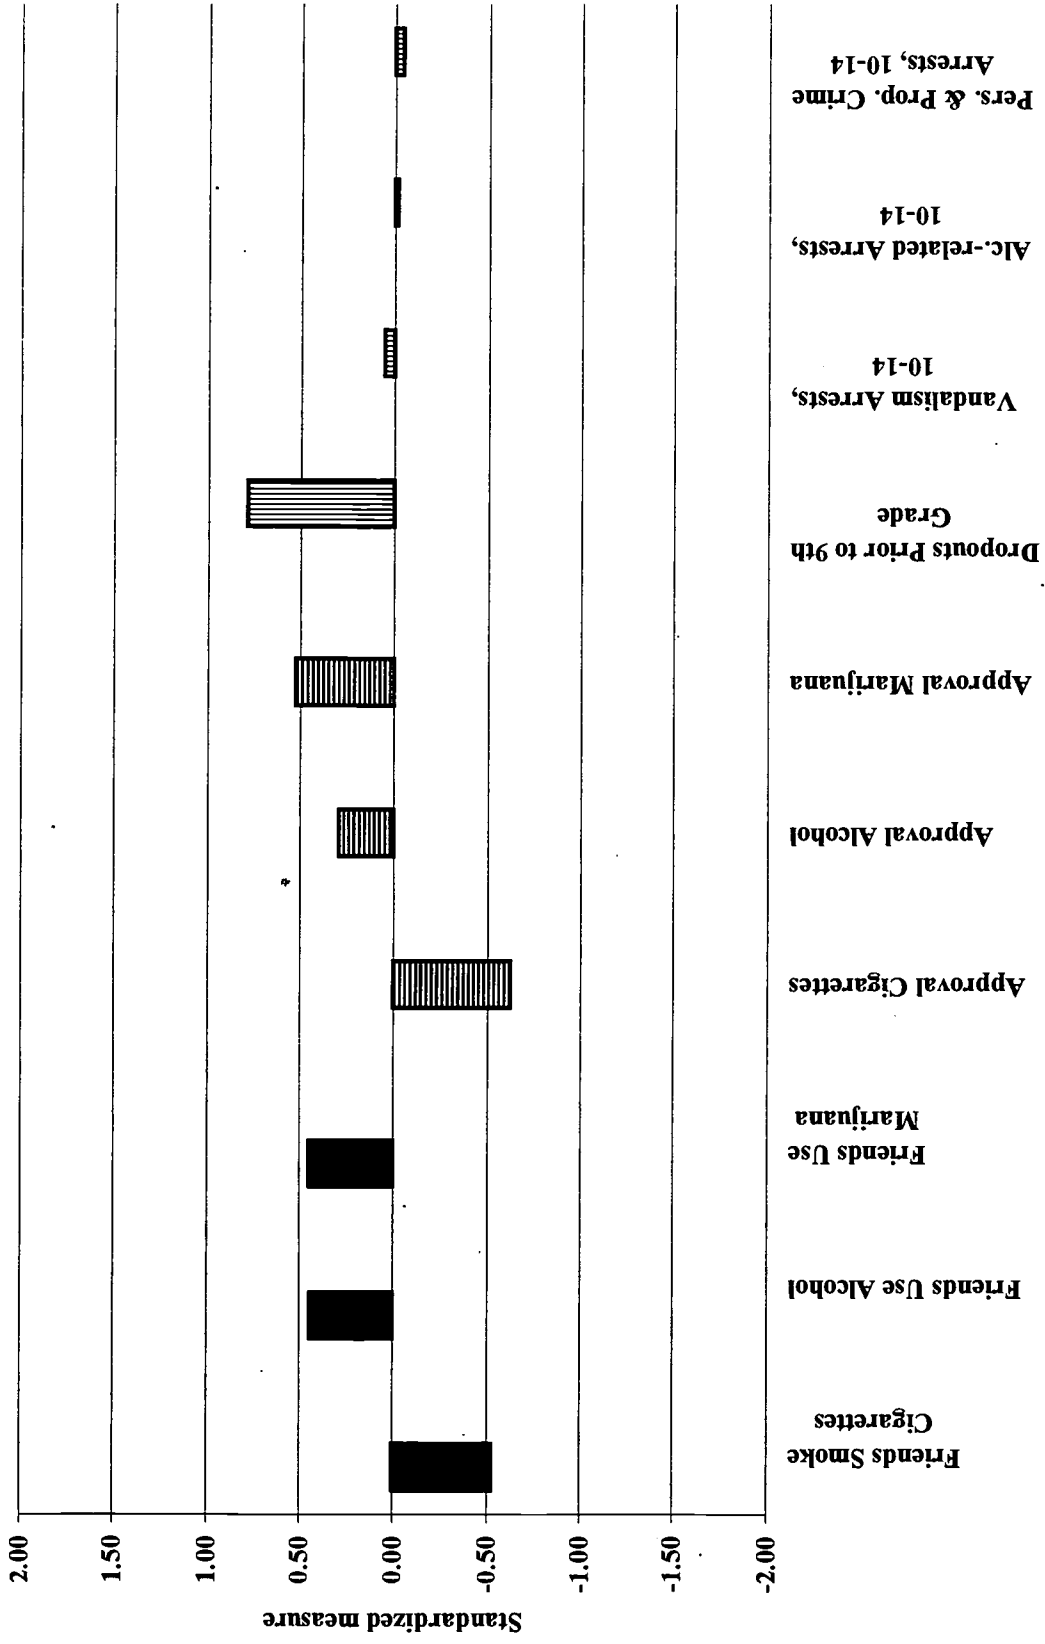 Standardized measure
2.00
1.50
1.00
0.50
0.00
-0.50
-1.00
-1.50
-2.00
Friends Smoke
Cigarettes
Friends Use Alcohol
Friends Use
Marijuana
Approval Cigarettes
Approval Alcohol
Approval Marijuana
Dropouts Prior to 9th
Grade
Vandalism Arrests,
10-14
Alc.-related Arrests,
10-14
Pers. & Prop. Crime
Arrests, 10-14